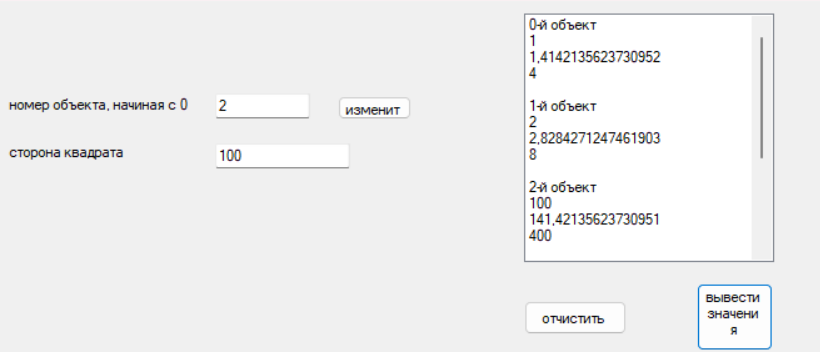 номер объекта, начиная с 0
2
изменит
сторона квадрата
100
0-й объект
1
1,4142135623730952
4
1-й объект
2
2,8284271247461903
8
2-й объект
100
141,42135623730951
400
отчистить
вывести
значени
я